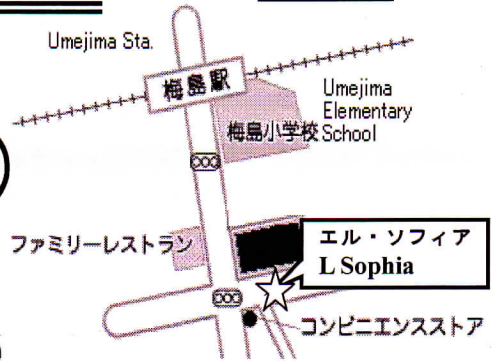 Umejima Sta.
梅島駅
Umejima
Elementary
School
梅島小学校
ファミリーレストラン
エル・ソフィア
L Sophia
コンビニエンスストア